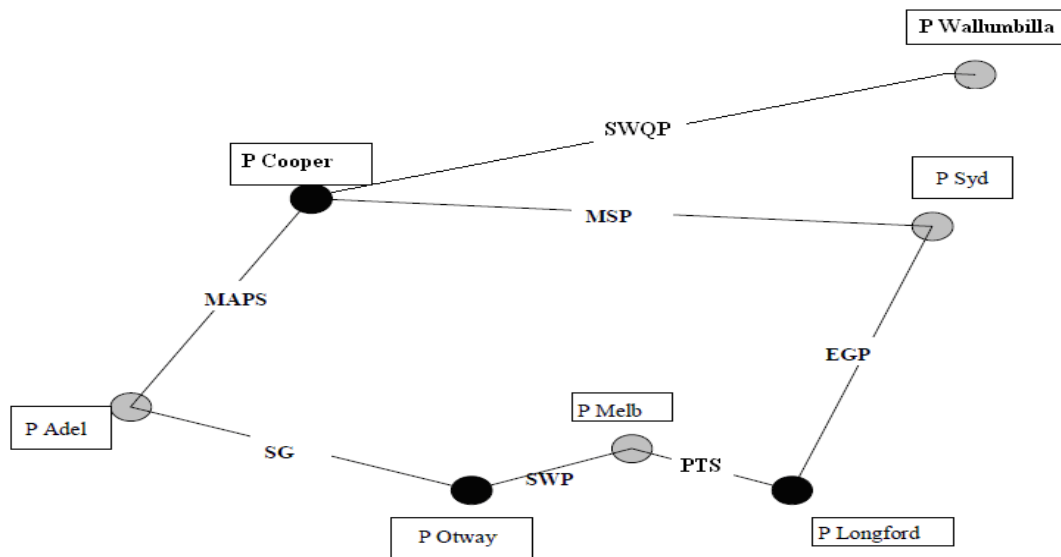 P Wallumbilla
SWQP
P Cooper
P Syd
MSP
MAPS
EGP
P Melb
P Adel
SG
PTS
SWP
P Otway
P Longford